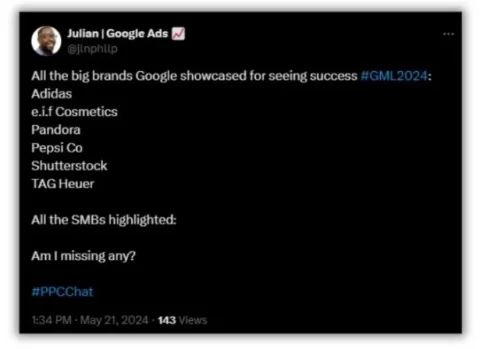 Julian | Google Ads 📈
@jlnphllp
All the big brands Google showcased for seeing success #GML2024:
Adidas
e.i.f Cosmetics
Pandora
Pepsi Co
Shutterstock
TAG Heuer
All the SMBs highlighted:
Am I missing any?
#PPCChat
1:34 PM · May 21, 2024 · 143 Views